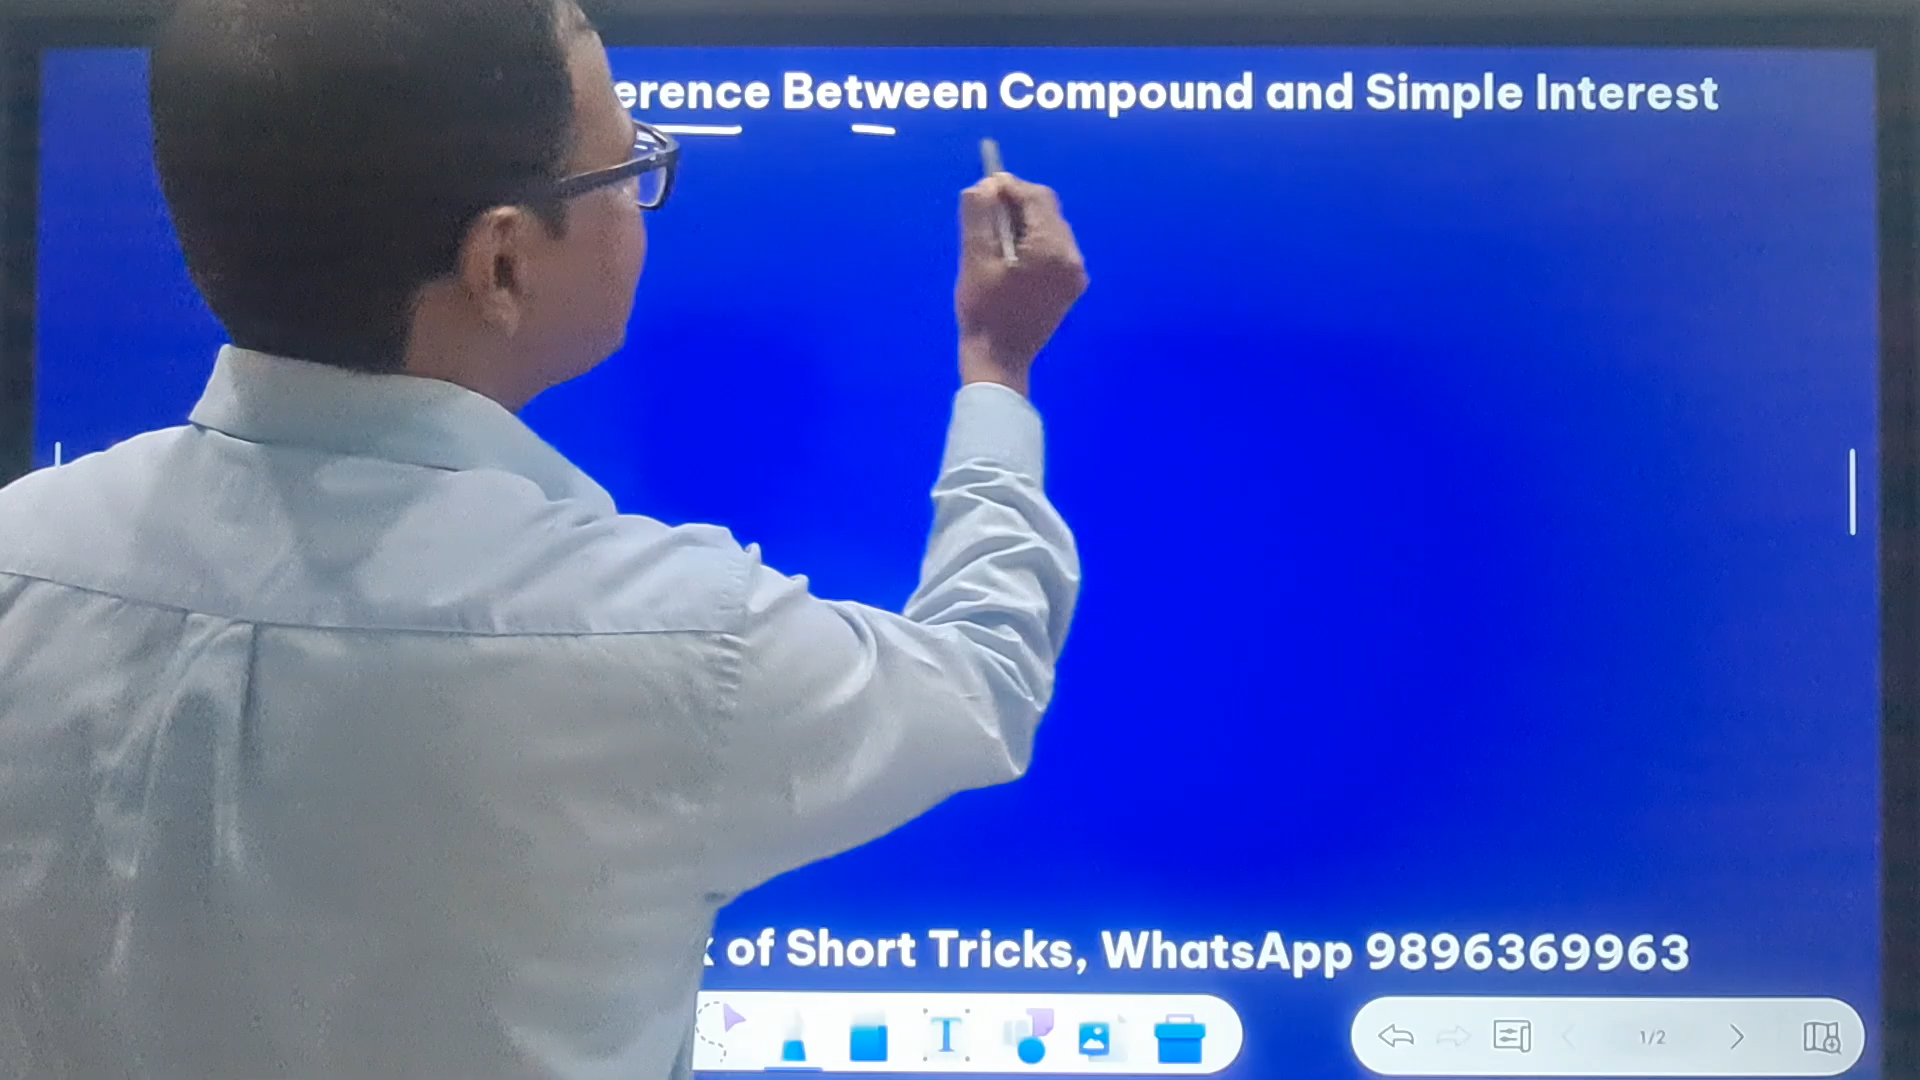 erence Between Compound and Simple Interest
of Short Tricks, WhatsApp 9896369963
T
1/2